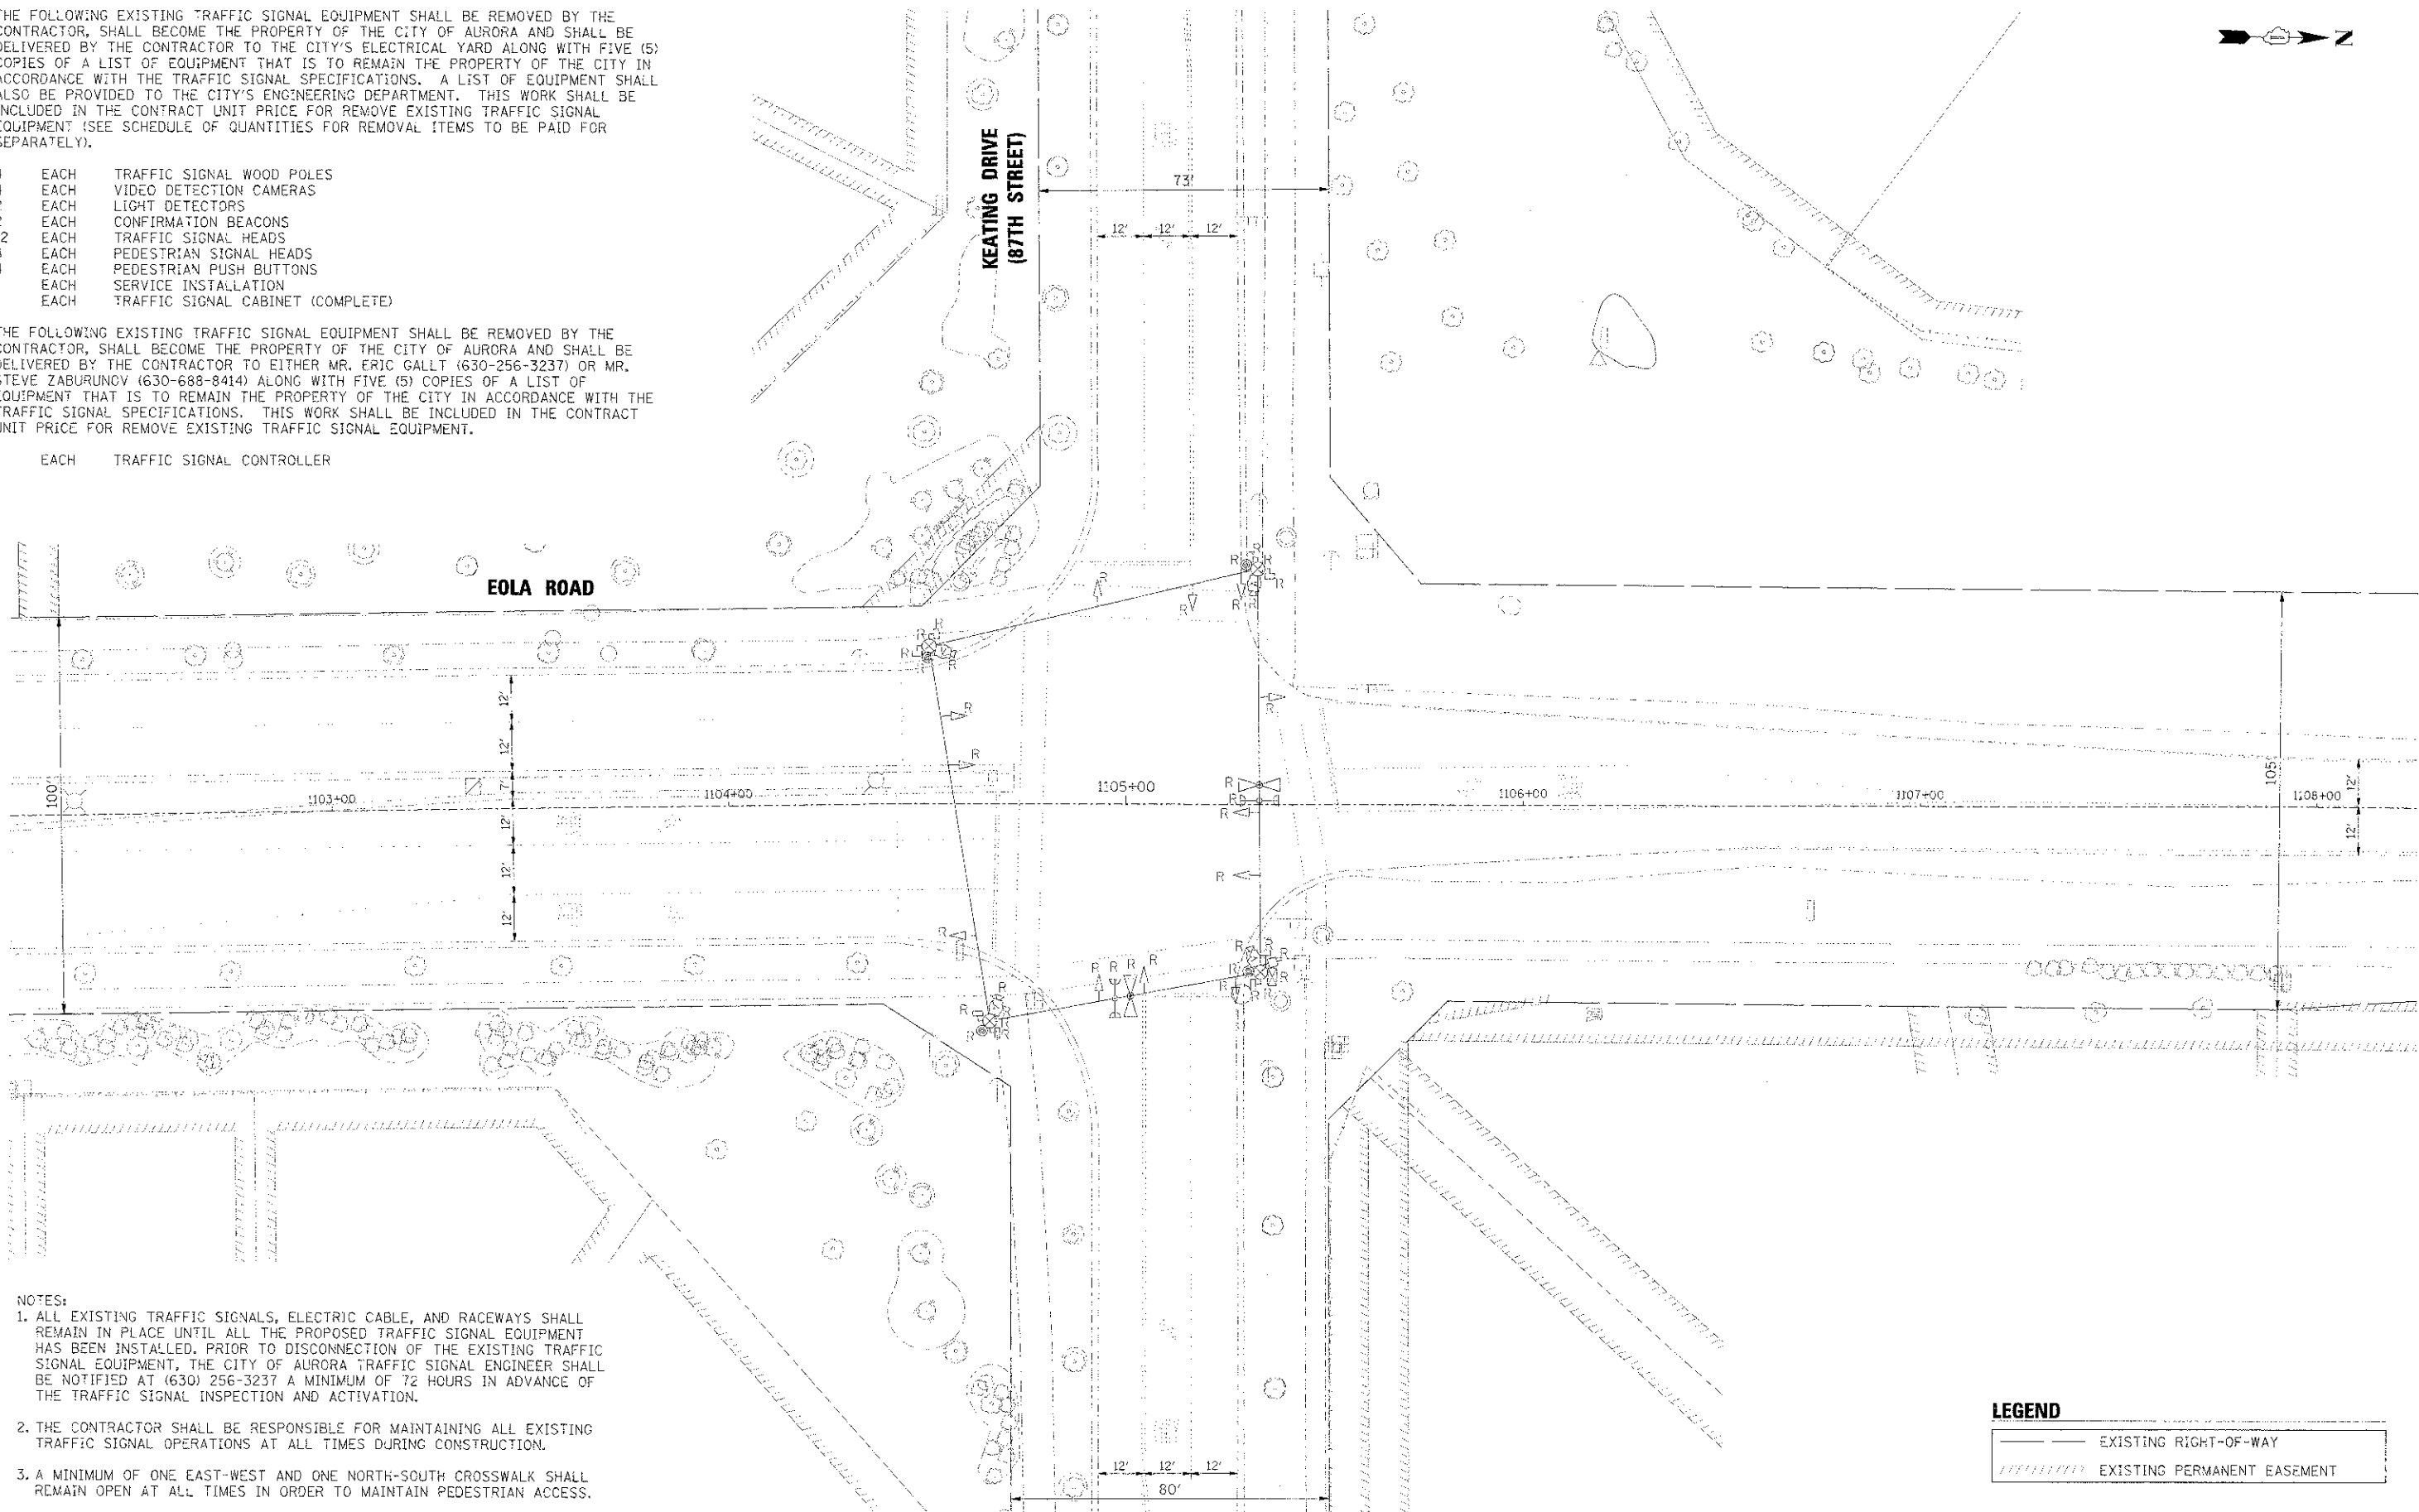 THE FOLLOWING EXISTING TRAFFIC SIGNAL EQUIPMENT SHALL BE REMOVED BY THE
CONTRACTOR, SHALL BECOME THE PROPERTY OF THE CITY OF AURORA AND SHALL BE
DELIVERED BY THE CONTRACTOR TO THE CITY'S ELECTRICAL YARD ALONG WITH FIVE (5)
COPIES OF A LIST OF EQUIPMENT THAT IS TO REMAIN THE PROPERTY OF THE CITY IN
ACCORDANCE WITH THE TRAFFIC SIGNAL SPECIFICATIONS. A LIST OF EQUIPMENT SHALL
ALSO BE PROVIDED TO THE CITY'S ENGINEERING DEPARTMENT. THIS WORK SHALL BE
INCLUDED IN THE CONTRACT UNIT PRICE FOR REMOVE EXISTING TRAFFIC SIGNAL
EQUIPMENT (SEE SCHEDULE OF QUANTITIES FOR REMOVAL ITEMS TO BE PAID FOR
SEPARATELY).
EACH TRAFFIC SIGNAL WOOD POLES
EACH VIDEO DETECTION CAMERAS
EACH LIGHT DETECTORS
EACH CONFIRMATION BEACONS
2 EACH TRAFFIC SIGNAL HEADS
EACH PEDESTRIAN SIGNAL HEADS
EACH PEDESTRIAN PUSH BUTTONS
EACH SERVICE INSTALLATION
EACH TRAFFIC SIGNAL CABINET (COMPLETE)
THE FOLLOWING EXISTING TRAFFIC SIGNAL EQUIPMENT SHALL BE REMOVED BY THE
CONTRACTOR, SHALL BECOME THE PROPERTY OF THE CITY OF AURORA AND SHALL BE
DELIVERED BY THE CONTRACTOR TO EITHER MR. ERIC GALLT (630-256-3237) OR MR.
STEVE ZABURUNOV (630-688-8414) ALONG WITH FIVE (5) COPIES OF A LIST OF
EQUIPMENT THAT IS TO REMAIN THE PROPERTY OF THE CITY IN ACCORDANCE WITH THE
TRAFFIC SIGNAL SPECIFICATIONS. THIS WORK SHALL BE INCLUDED IN THE CONTRACT
UNIT PRICE FOR REMOVE EXISTING TRAFFIC SIGNAL EQUIPMENT.
EACH TRAFFIC SIGNAL CONTROLLER
N
KEATING DRIVE
(87TH STREET)
73'
12' 12' 12'
EOLA ROAD
R R
R R
R R
R
R
R R
R
R
R
R
100'
12'
12'
7'
12'
12'
12'
1103+00 1104+00 1105+00 1106+00 1107+00 1108+00
R
R
R
R
105'
12'
12'
R
R R R R
R R
R R
R R
R
R
R R
12' 12' 12'
80'
NOTES:
1. ALL EXISTING TRAFFIC SIGNALS, ELECTRIC CABLE, AND RACEWAYS SHALL
REMAIN IN PLACE UNTIL ALL THE PROPOSED TRAFFIC SIGNAL EQUIPMENT
HAS BEEN INSTALLED. PRIOR TO DISCONNECTION OF THE EXISTING TRAFFIC
SIGNAL EQUIPMENT, THE CITY OF AURORA TRAFFIC SIGNAL ENGINEER SHALL
BE NOTIFIED AT (630) 256-3237 A MINIMUM OF 72 HOURS IN ADVANCE OF
THE TRAFFIC SIGNAL INSPECTION AND ACTIVATION.
2. THE CONTRACTOR SHALL BE RESPONSIBLE FOR MAINTAINING ALL EXISTING
TRAFFIC SIGNAL OPERATIONS AT ALL TIMES DURING CONSTRUCTION.
3. A MINIMUM OF ONE EAST-WEST AND ONE NORTH-SOUTH CROSSWALK SHALL
REMAIN OPEN AT ALL TIMES IN ORDER TO MAINTAIN PEDESTRIAN ACCESS.
LEGEND
EXISTING RIGHT-OF-WAY
EXISTING PERMANENT EASEMENT